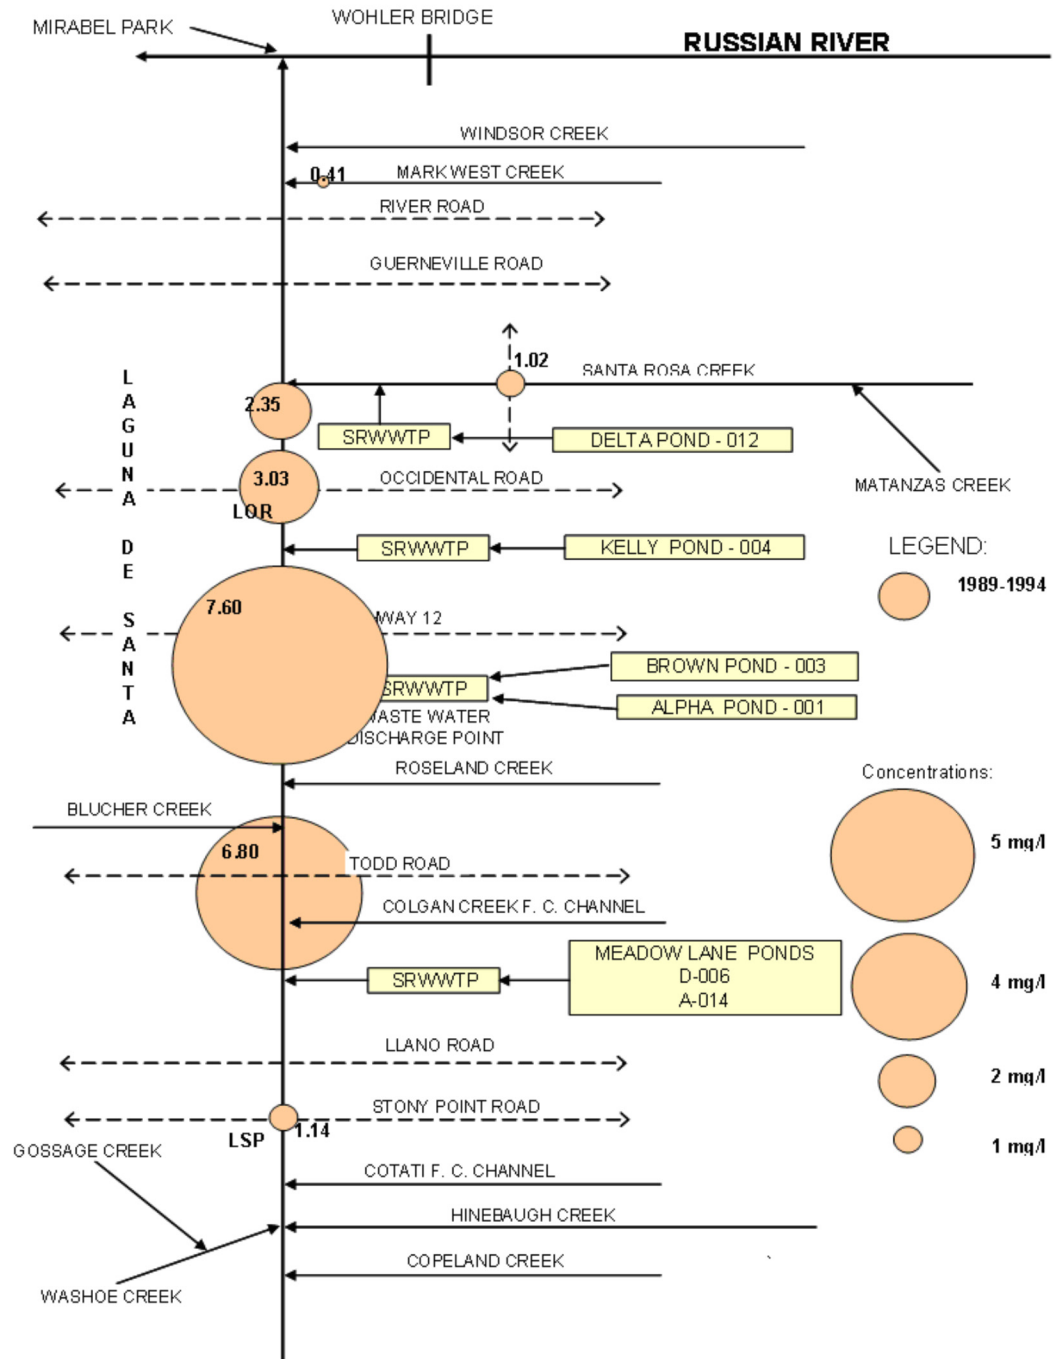 WOHLER BRIDGE
MIRABEL PARK
RUSSIAN RIVER
WINDSOR CREEK
0.41
MARK WEST CREEK
RIVER ROAD
GUERNEVILLE ROAD
1.02
SANTA ROSA CREEK
2.35
SRWWTP
DELTA POND - 012
3.03
OCCIDENTAL ROAD
MATANZAS CREEK
LOR
LAGUNA DE SANTA
SRWWTP
KELLY POND - 004
LEGEND:
1989-1994
7.60
WAY 12
BROWN POND - 003
SRWWTP
ALPHA POND - 001
WASTE WATER
DISCHARGE POINT
ROSELAND CREEK
Concentrations:
BLUCHER CREEK
5 mg/l
6.80
TODD ROAD
COLGAN CREEK F. C. CHANNEL
MEADOW LANE PONDS
D-006
A-014
SRWWTP
4 mg/l
LLANO ROAD
2 mg/l
STONY POINT ROAD
1.14
LSP
1 mg/l
GOSSAGE CREEK
COTATI F. C. CHANNEL
HINEBAUGH CREEK
COPELAND CREEK
WASHOE CREEK